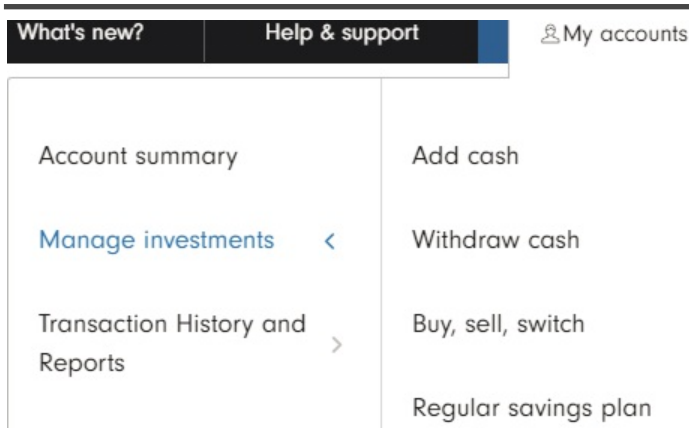 What's new?
Help & support
My accounts
Account summary
Manage investments
Transaction History and
Reports
Add cash
Withdraw cash
Buy, sell, switch
Regular savings plan